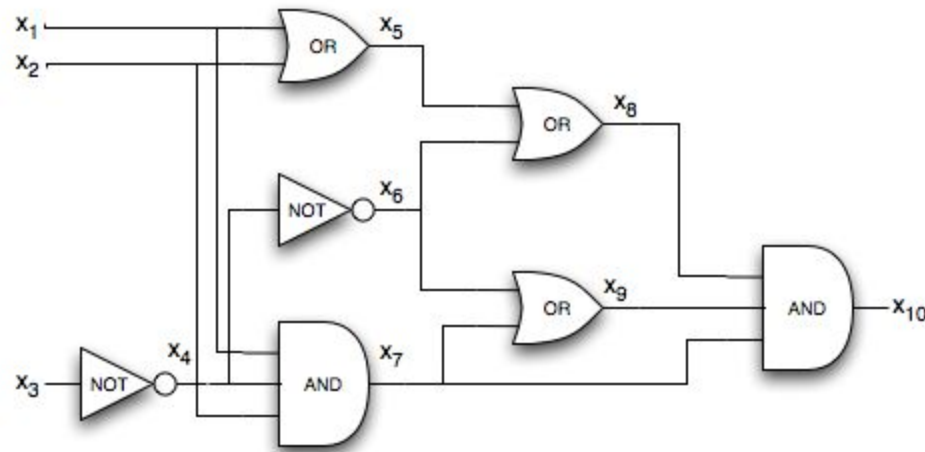 x1
OR
x5
x2
OR
x8
NOT
x6
OR
x9
AND
x10
x3
NOT
x4
AND
x7